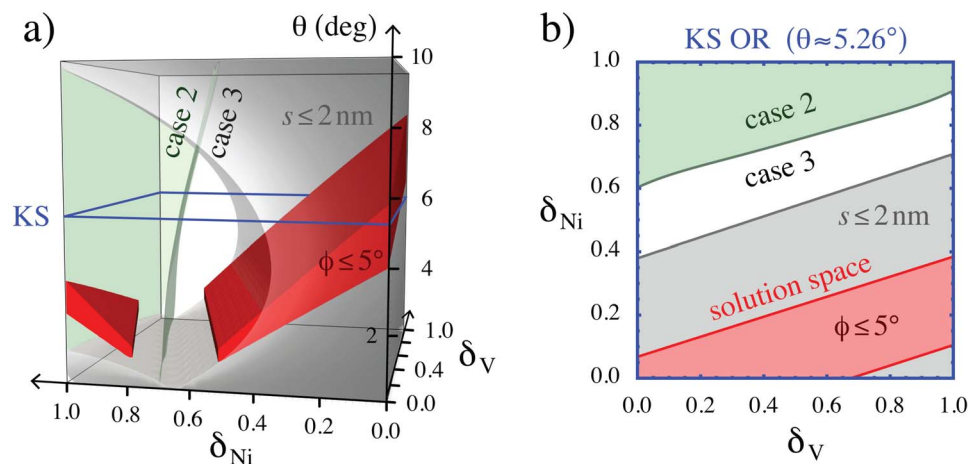 a)
θ (deg)
10
8
6
4
2
case 2
case 3
s ≤ 2 nm
KS
ϕ ≤ 5°
1.0
0.4
0.0
δV
1.0
0.8
0.6
0.4
0.2
0.0
δNi
b)
KS OR (θ≈5.26°)
1.0
0.8
0.6
0.4
0.2
0.0
δNi
case 2
case 3
s ≤ 2 nm
solution space
ϕ ≤ 5°
0.0 0.2 0.4 0.6 0.8 1.0
δV